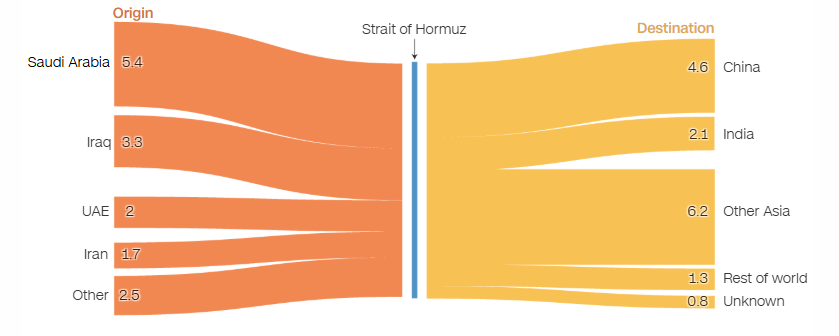 Origin
Strait of Hormuz
Destination
Saudi Arabia 5.4
4.6 China
Iraq 3.3
2.1 India
UAE 2
6.2 Other Asia
Iran 1.7
1.3 Rest of world
Other 2.5
0.8 Unknown